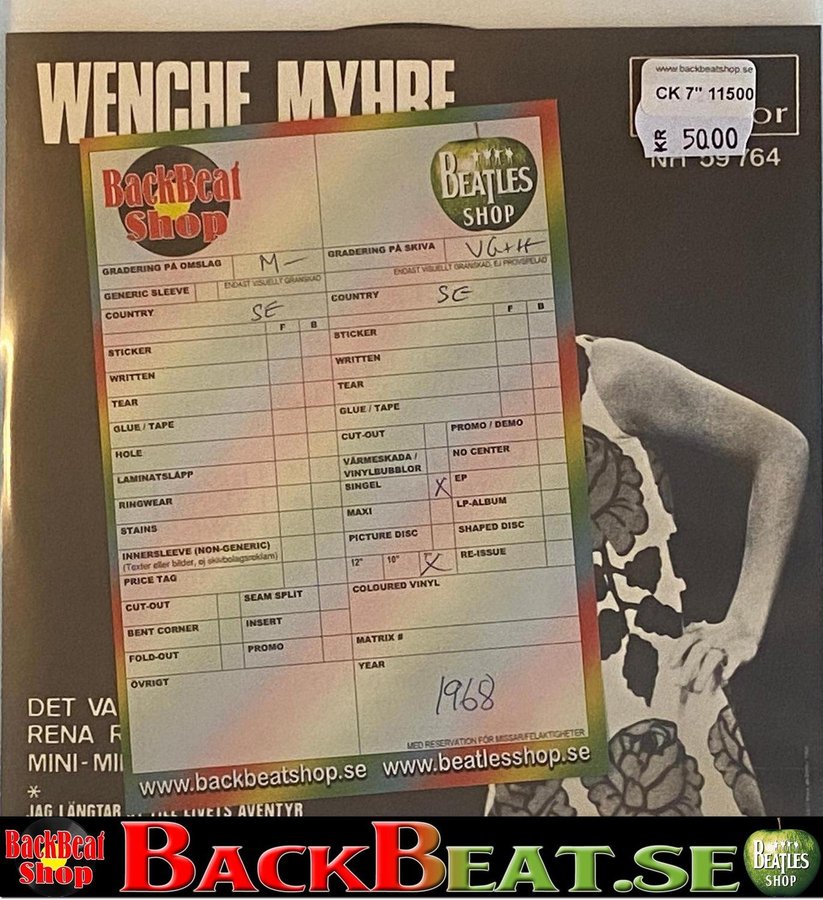 WENCHE MYHRE
www.backbeatshop.se
CK 7" 11500
KR 50.00
or
NH 59764
BackBeat
Shop
BEATLES
SHOP
GRADERING PÅ OMSLAG M-
GRADERING PÅ SKIVA VG++
ENDAST VISUELLT GRANSKAD
ENDAST VISUELLT GRANSKAD, EJ PROVSPELAD
GENERIC SLEEVE
COUNTRY SE
COUNTRY SE
F B
F B
STICKER
WRITTEN
TEAR
GLUE / TAPE
HOLE
LAMINATSLÄPP
RINGWEAR
STAINS
INNERSLEEVE (NON-GENERIC)
(Texter eller bilder, ej skivbolagsreklam)
PRICE TAG
CUT-OUT
SEAM SPLIT
BENT CORNER
INSERT
FOLD-OUT
PROMO
ÖVRIGT
STICKER
WRITTEN
TEAR
GLUE / TAPE
CUT-OUT
PROMO / DEMO
VÄRMESKADA /
VINYLBUBBLOR
NO CENTER
SINGEL X
EP
MAXI
LP-ALBUM
PICTURE DISC
SHAPED DISC
12" 10" X
RE-ISSUE
COLOURED VINYL
MATRIX #
YEAR
1968
MED RESERVATION FÖR MISSAR/FELAKTIGHETER
www.backbeatshop.se www.beatlesshop.se
DET VA
RENA R
MINI-MI
*
JAG LÄNGTAR TILL LIVETS ÄVENTYR
BackBeat
Shop
BACKBEAT.SE
BEATLES
SHOP